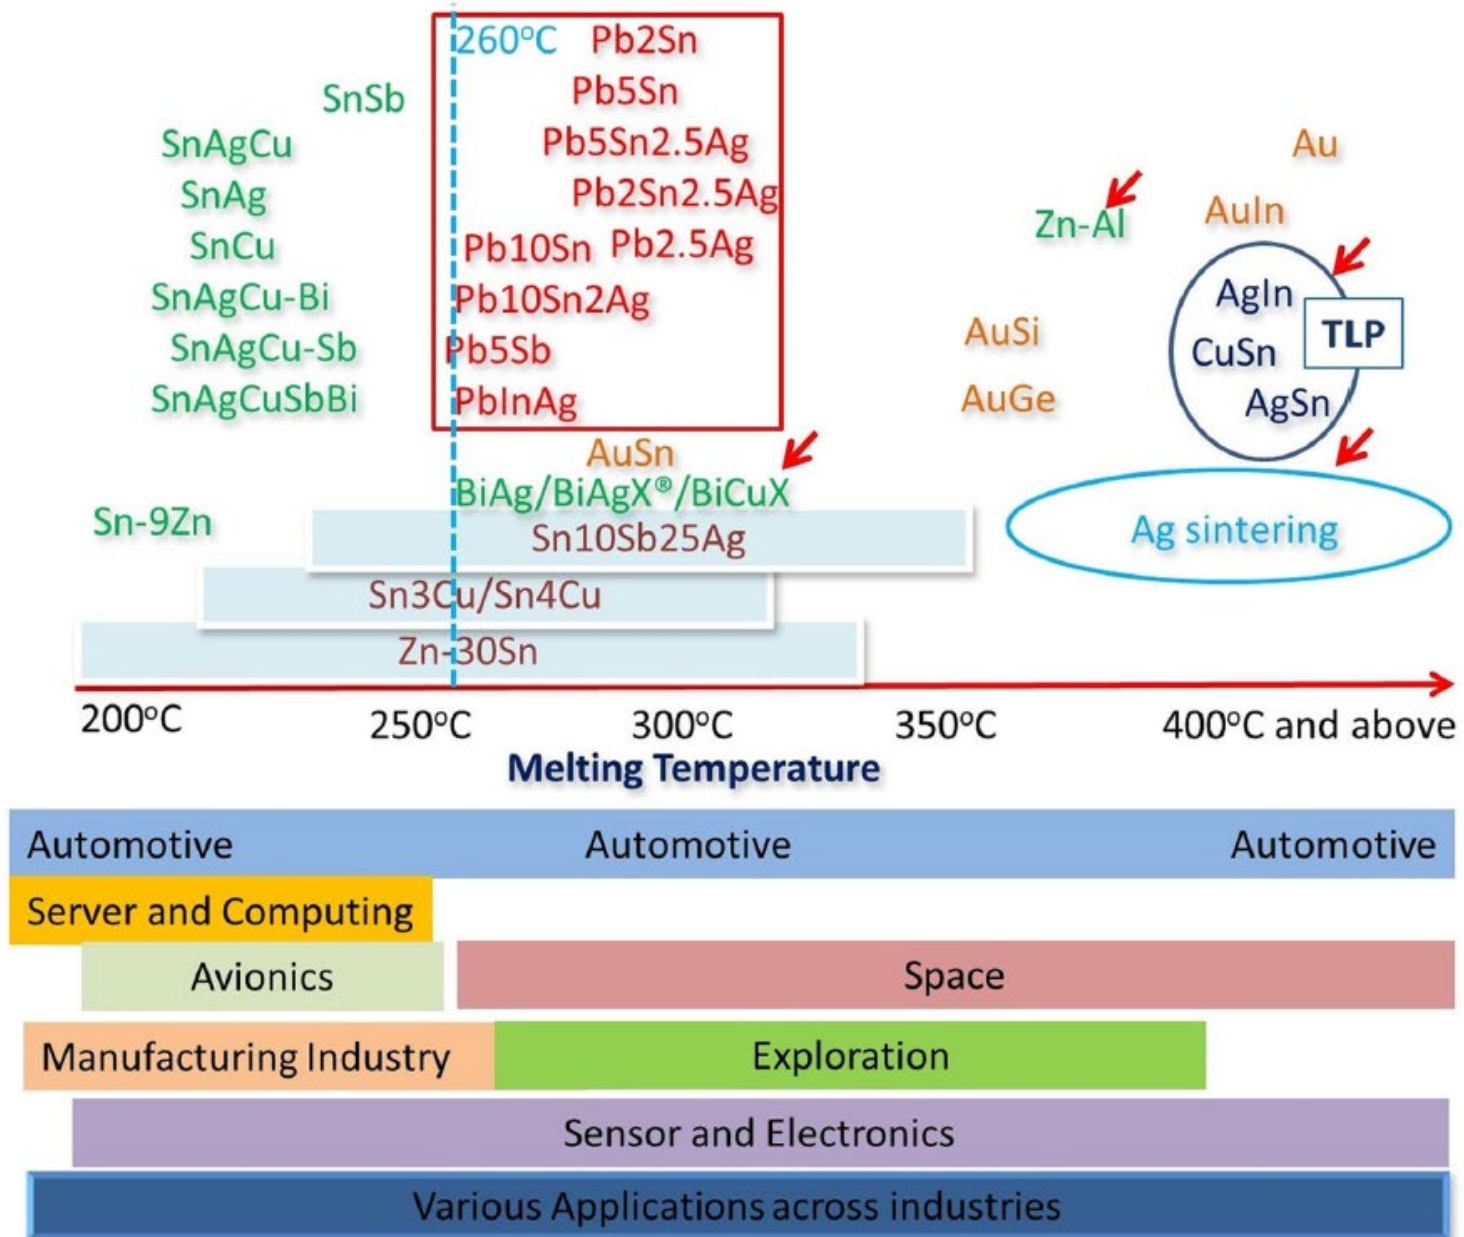 260°C Pb2Sn
SnSb
Pb5Sn
SnAgCu
Pb5Sn2.5Ag
Au
SnAg
Pb2Sn2.5Ag
Zn-Al
AuIn
SnCu
Pb10Sn Pb2.5Ag
SnAgCu-Bi
Pb10Sn2Ag
AgIn
AuSi
TLP
SnAgCu-Sb
Pb5Sb
CuSn
SnAgCuSbBi
PbInAg
AuGe
AgSn
AuSn
BiAg/BiAgX®/BiCuX
Sn-9Zn
Sn10Sb25Ag
Ag sintering
Sn3Cu/Sn4Cu
Zn-30Sn
200°C 250°C 300°C 350°C 400°C and above
Melting Temperature
Automotive Automotive Automotive
Server and Computing
Avionics Space
Manufacturing Industry Exploration
Sensor and Electronics
Various Applications across industries